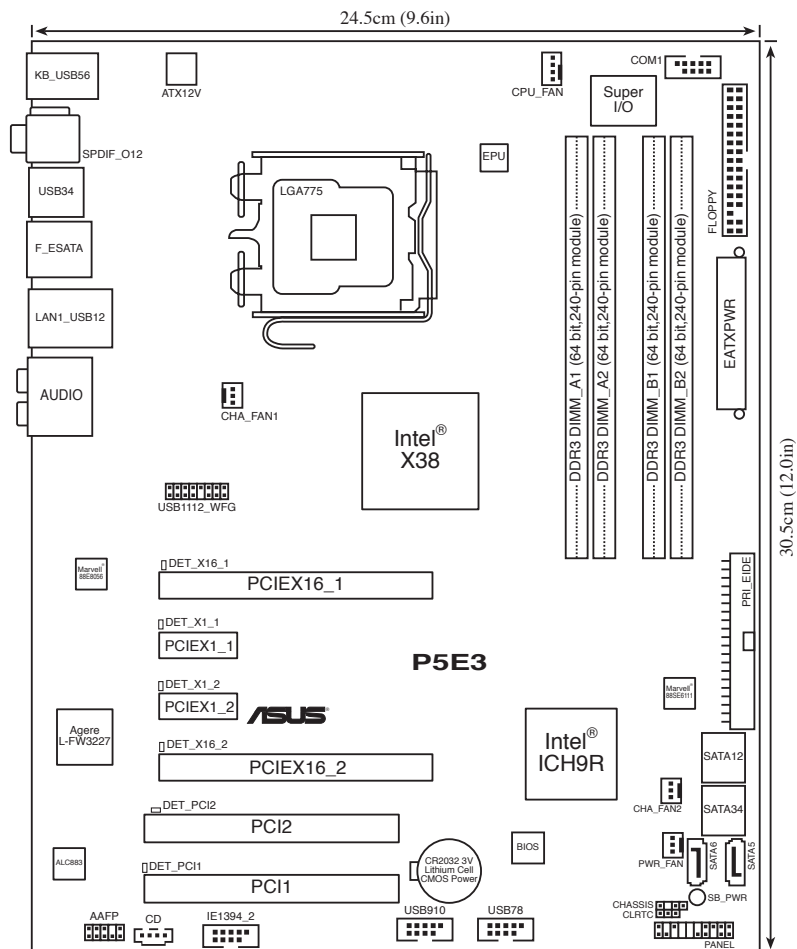 24.5cm (9.6in)
KB_USB56
ATX12V
CPU_FAN
COM1
Super
I/O
SPDIF_O12
EPU
USB34
LGA775
FLOPPY
F_ESATA
LAN1_USB12
EATXPWR
AUDIO
CHA_FAN1
Intel®
X38
DDR3 DIMM_A1 (64 bit,240-pin module)
DDR3 DIMM_A2 (64 bit,240-pin module)
DDR3 DIMM_B1 (64 bit,240-pin module)
DDR3 DIMM_B2 (64 bit,240-pin module)
30.5cm (12.0in)
USB1112_WFG
Marvell®
88E8056
DET_X16_1
PCIEX16_1
PRI_EIDE
DET_X1_1
PCIEX1_1
P5E3
DET_X1_2
PCIEX1_2
ASUS®
Marvell®
88SE6111
Agere
L-FW3227
Intel®
ICH9R
DET_X16_2
PCIEX16_2
SATA12
CHA_FAN2
SATA34
DET_PCI2
PCI2
ALC883
DET_PCI1
PCI1
CR2032 3V
Lithium Cell
CMOS Power
BIOS
PWR_FAN
SATA6
SATA5
SB_PWR
CHASSIS
CLRTC
AAFP
CD
IE1394_2
USB910
USB78
PANEL